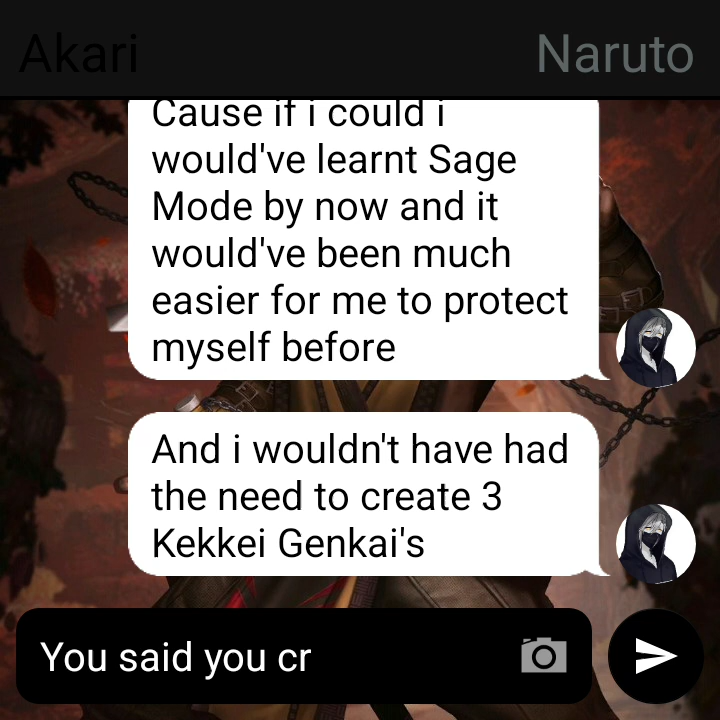 Akari
Naruto
Cause if i could i
would've learnt Sage
Mode by now and it
would've been much
easier for me to protect
myself before
And i wouldn't have had
the need to create 3
Kekkei Genkai's
You said you cr